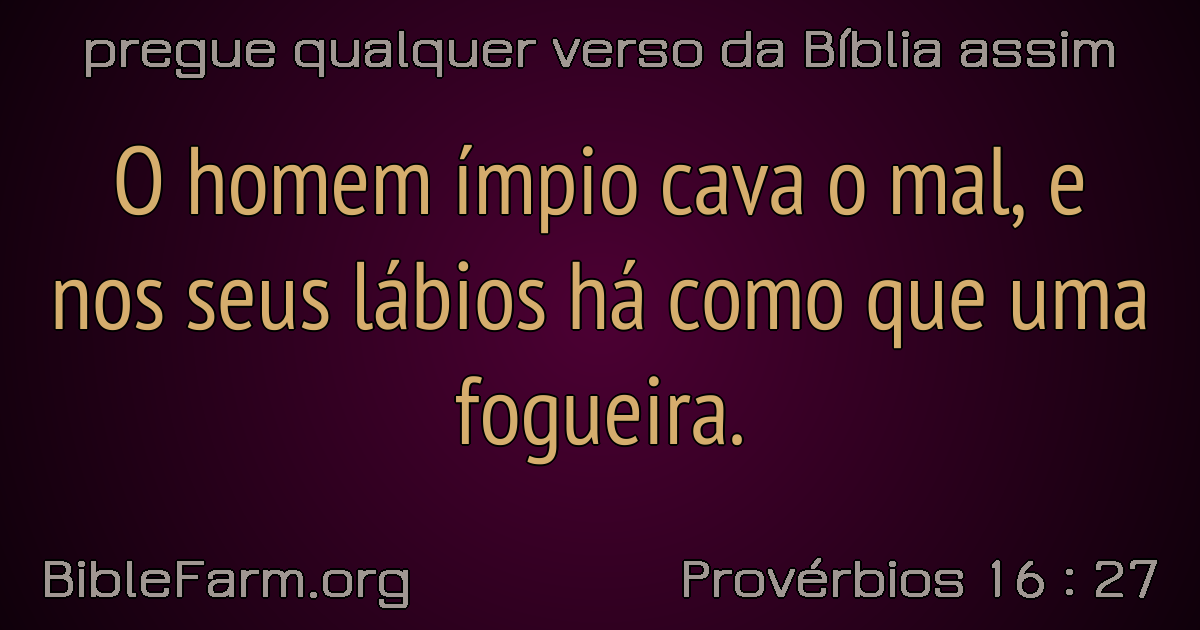 pregue qualquer verso da Bíblia assim
O homem ímpio cava o mal, e
nos seus lábios há como que uma
fogueira.
BibleFarm.org
Provérbios 16 : 27